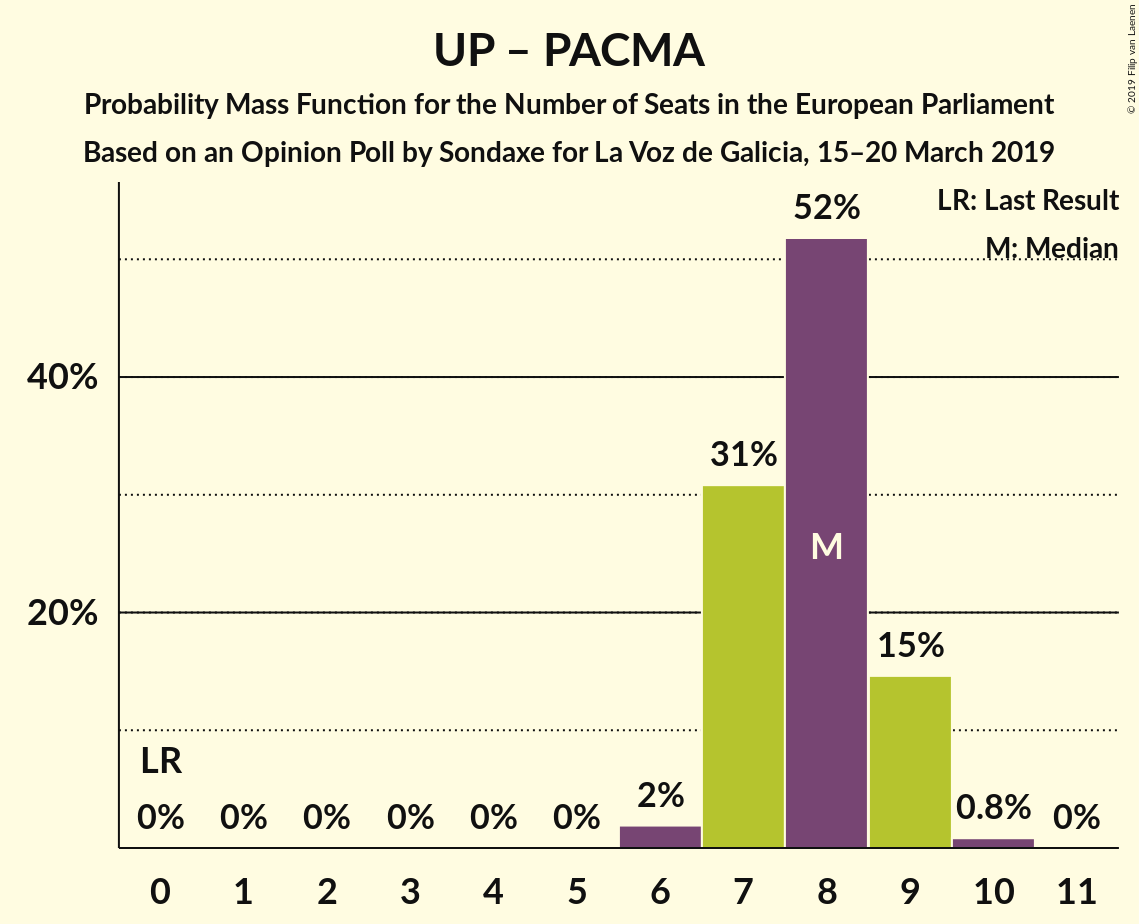 UP – PACMA
Probability Mass Function for the Number of Seats in the European Parliament
Based on an Opinion Poll by Sondaxe for La Voz de Galicia, 15–20 March 2019
© 2019 Filip van Laenen
LR: Last Result
M: Median
52%
40%
31%
M
20%
15%
LR
0% 0% 0% 0% 0% 0% 2% 0.8% 0%
0 1 2 3 4 5 6 7 8 9 10 11